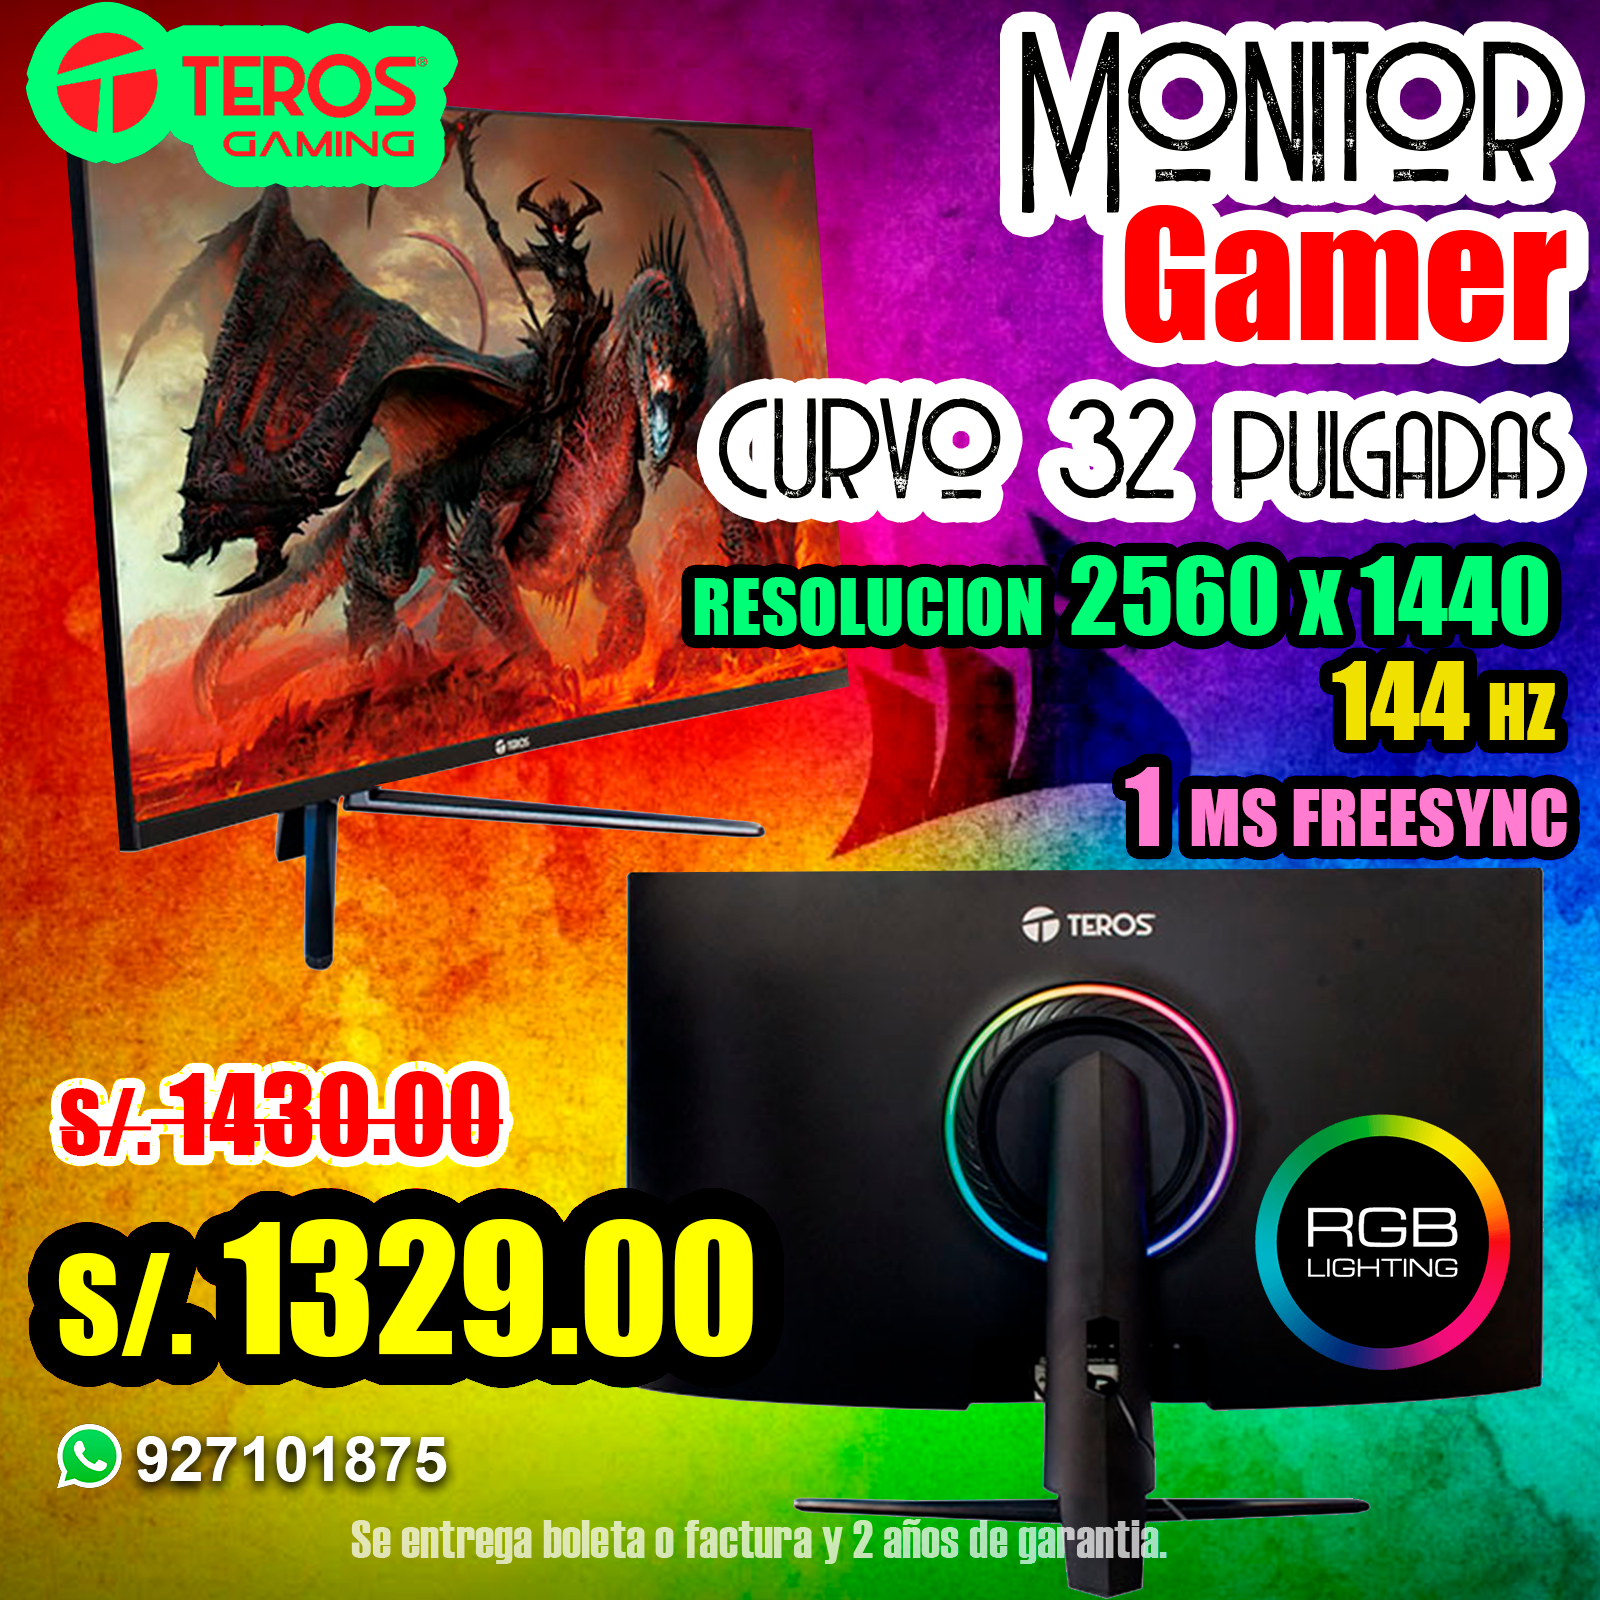 TEROS®
GAMING
MONITOR
Gamer
CURVO 32 PULGADAS
RESOLUCION 2560 x 1440
144 HZ
1 MS FREESYNC
TEROS
TEROS
RGB
LIGHTING
S/. 1430.00
S/. 1329.00
927101875
Se entrega boleta o factura y 2 años de garantia.